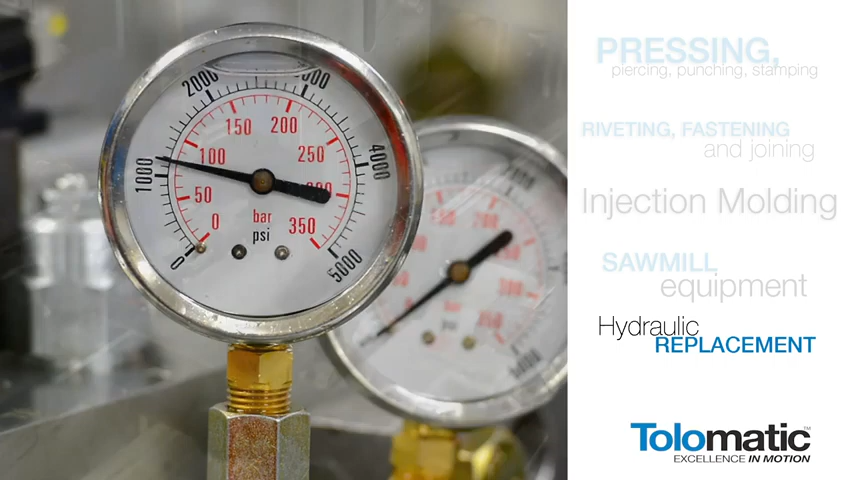 PRESSING,
piercing, punching, stamping
RIVETING, FASTENING
and joining
Injection Molding
SAWMILL
equipment
Hydraulic
REPLACEMENT
Tolomatic™
EXCELLENCE IN MOTION
2000
150
200
100
250
4000
1000
50
0
bar
350
psi
0
5000